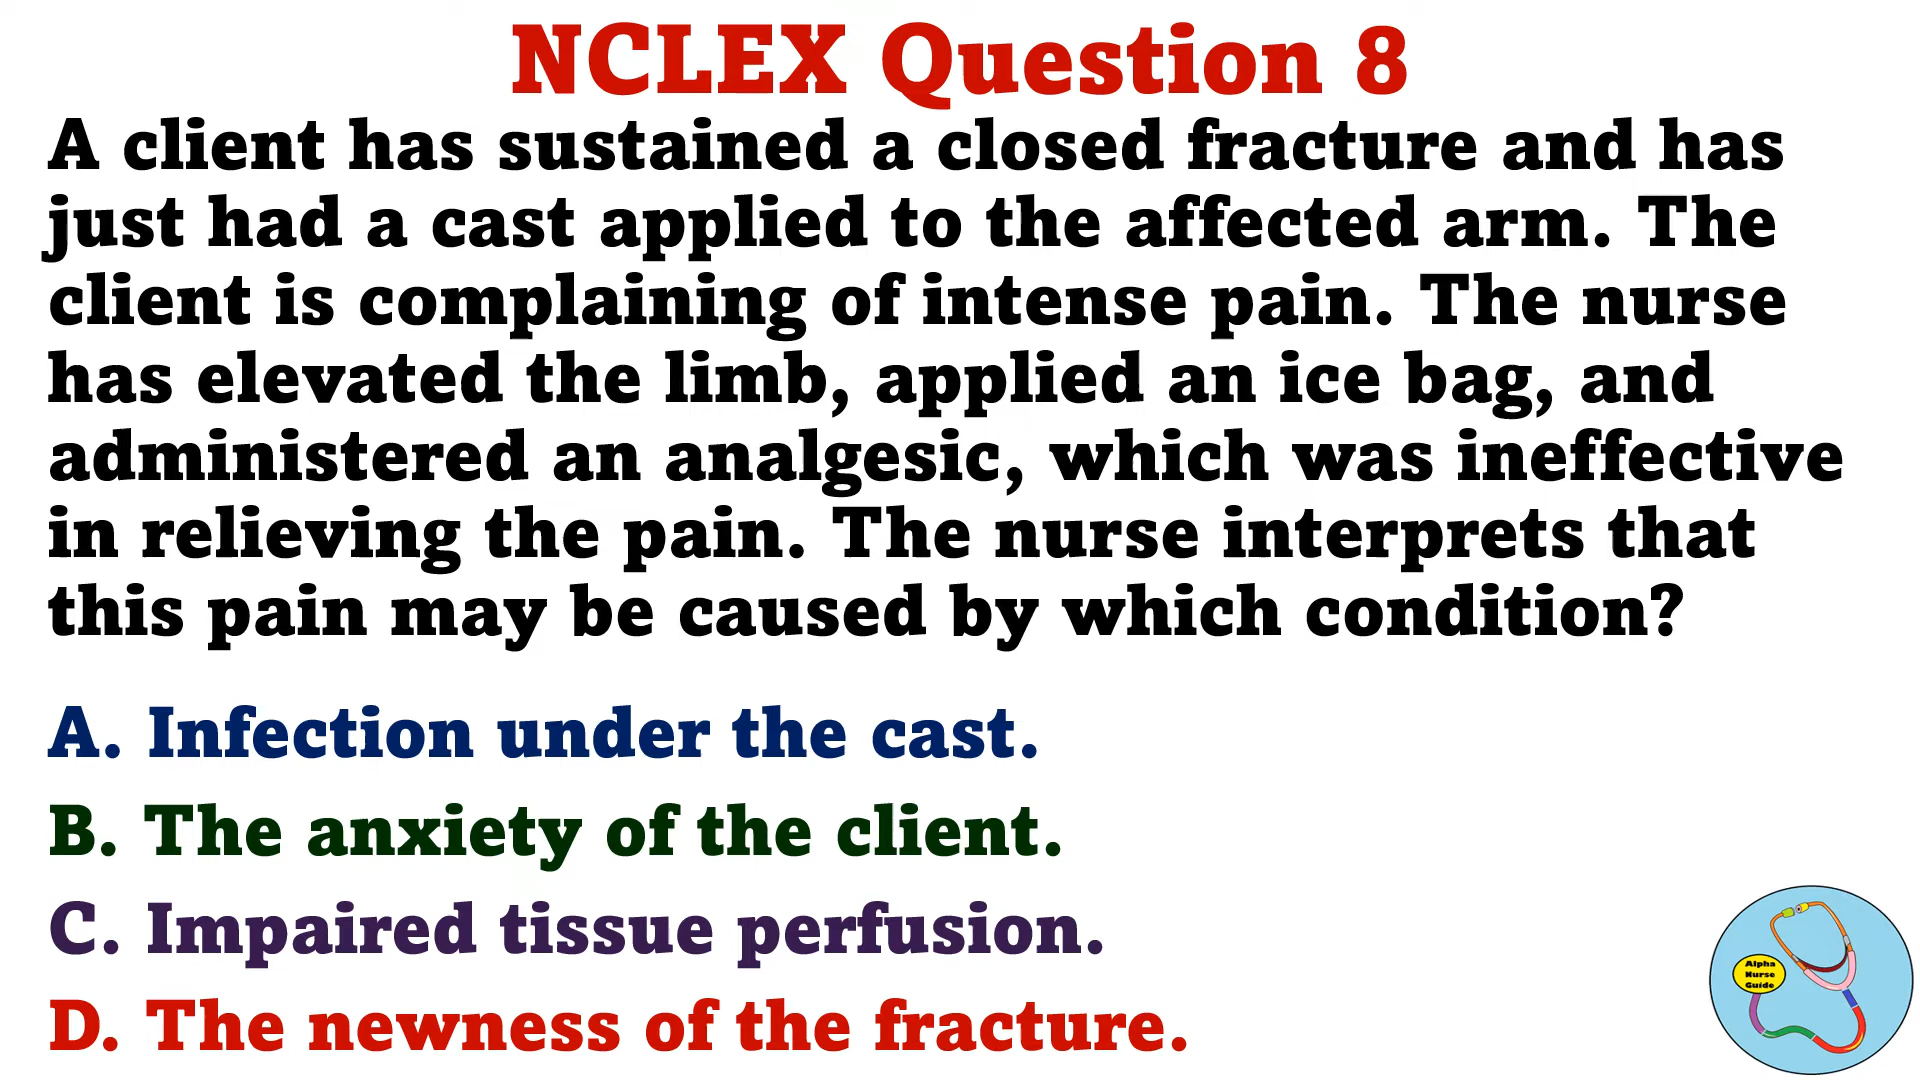 NCLEX Question 8
A client has sustained a closed fracture and has
just had a cast applied to the affected arm. The
client is complaining of intense pain. The nurse
has elevated the limb, applied an ice bag, and
administered an analgesic, which was ineffective
in relieving the pain. The nurse interprets that
this pain may be caused by which condition?
A. Infection under the cast.
B. The anxiety of the client.
C. Impaired tissue perfusion.
D. The newness of the fracture.
Alpha
Nurse
Guide